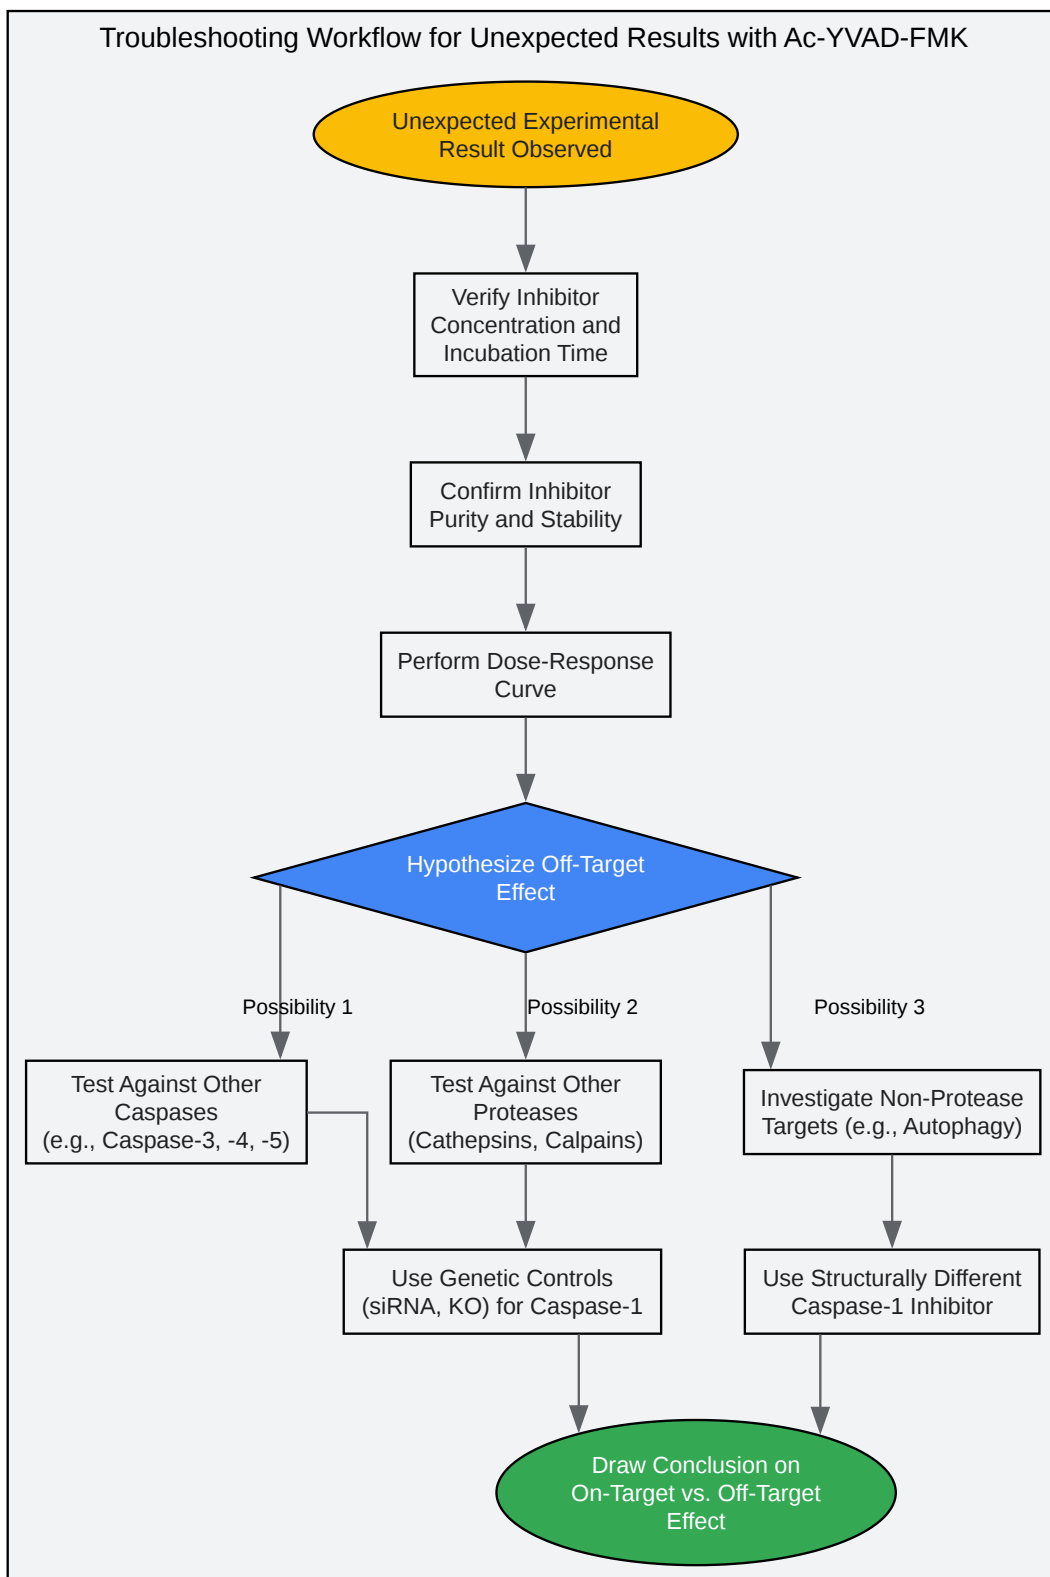 Troubleshooting Workflow for Unexpected Results with Ac-YVAD-FMK
Unexpected Experimental
Result Observed
Verify Inhibitor
Concentration and
Incubation Time
Confirm Inhibitor
Purity and Stability
Perform Dose-Response
Curve
Hypothesize Off-Target
Effect
Possibility 1
Possibility 2
Possibility 3
Test Against Other
Caspases
(e.g., Caspase-3, -4, -5)
Test Against Other
Proteases
(Cathepsins, Calpains)
Investigate Non-Protease
Targets (e.g., Autophagy)
Use Genetic Controls
(siRNA, KO) for Caspase-1
Use Structurally Different
Caspase-1 Inhibitor
Draw Conclusion on
On-Target vs. Off-Target
Effect